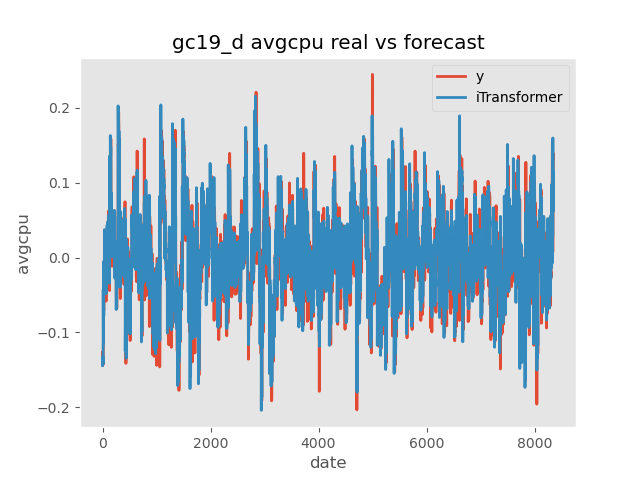 gc19_d avgcpu real vs forecast
y
iTransformer
avgcpu
0.2
0.1
0.0
−0.1
−0.2
0 2000 4000 6000 8000
date